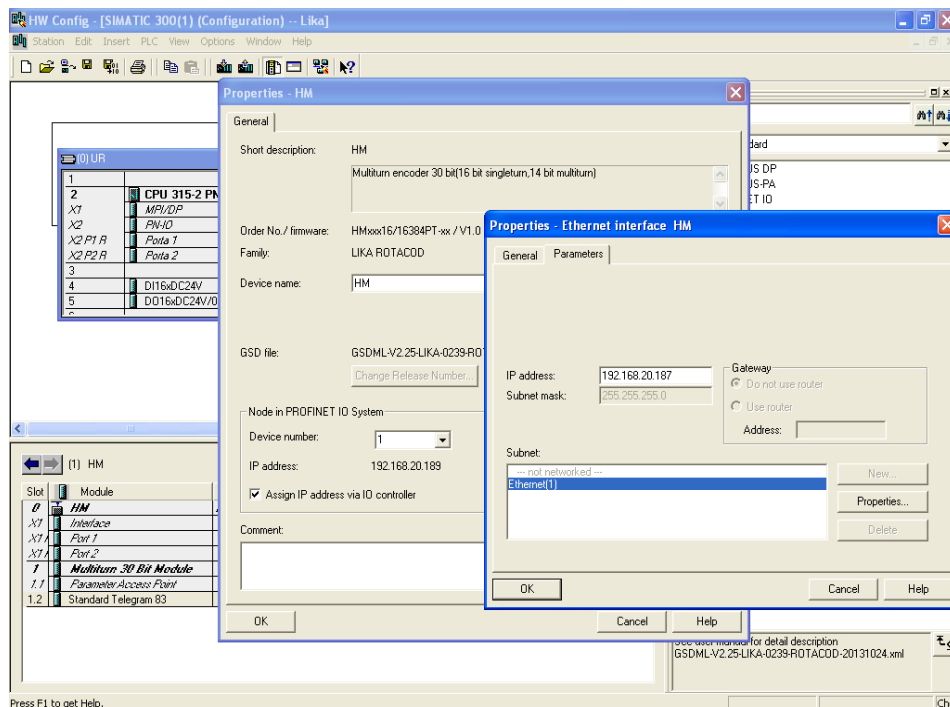 HW Config - [SIMATIC 300(1) (Configuration) -- Lika]
Station Edit Insert PLC View Options Window Help
(0) UR
1
2 CPU 315-2 PN
X1 MPI/DP
X2 PN-IO
X2 P1 R Porta 1
X2 P2 R Porta 2
3
4 DI16xDC24V
5 DO16xDC24V/0
Properties - HM
General
Short description: HM
Multiturn encoder 30 bit(16 bit singleturn,14 bit multiturn)
Order No./ firmware: HMxxx16/16384PT-xx / V1.0
Family: LIKA ROTACOD
Device name: HM
GSD file: GSDML-V2.25-LIKA-0239-ROT
Change Release Number...
Node in PROFINET IO System
Device number: 1
IP address: 192.168.20.189
Assign IP address via IO controller
Comment:
OK Cancel Help
dard
US DP
US-PA
ET IO
Properties - Ethernet interface HM
General Parameters
IP address: 192.168.20.187
Subnet mask: 255.255.255.0
Gateway
Do not use router
Use router
Address:
Subnet:
--- not networked ---
Ethernet(1)
New...
Properties...
Delete
OK Cancel Help
(1) HM
Slot Module
0 HM
X1 Interface
X1 Port 1
X1 Port 2
1 Multiturn 30 Bit Module
1.1 Parameter Access Point
1.2 Standard Telegram 83
See user manual for detail description
GSDML-V2.25-LIKA-0239-ROTACOD-20131024.xml
Press F1 to get Help.
Ch